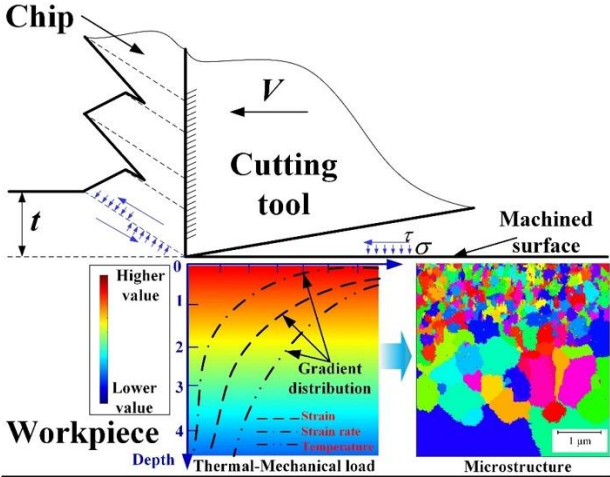 Chip
V
Cutting
tool
t
τ
σ
Machined
surface
Higher
value
Lower
value
0
1
2
3
4
Gradient
distribution
Strain
Strain rate
Temperature
1 μm
Workpiece
Depth
Thermal-Mechanical load
Microstructure